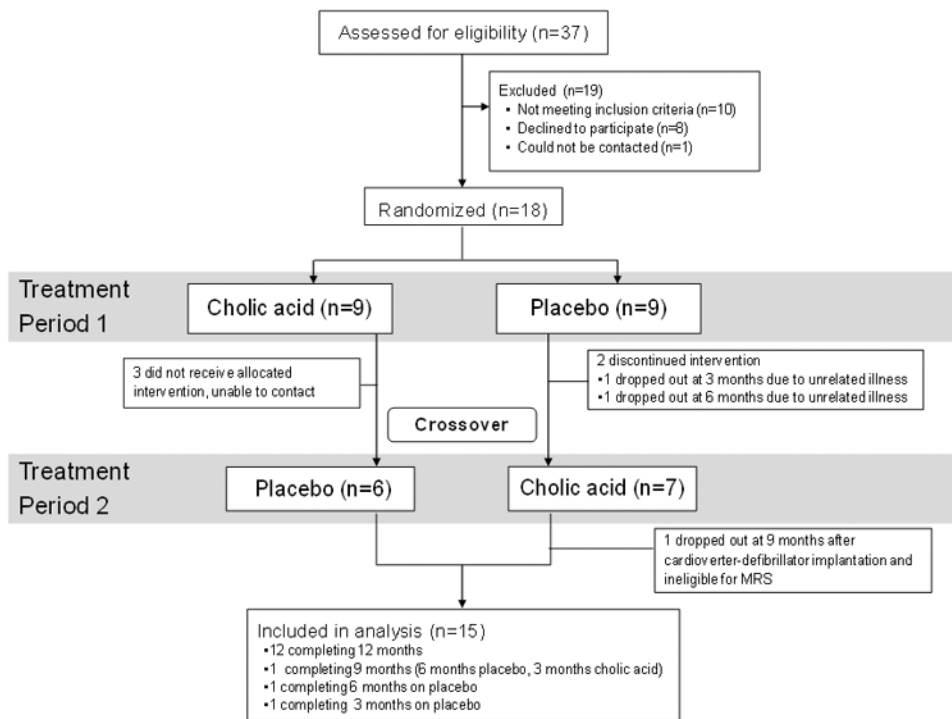 Assessed for eligibility (n=37)
Excluded (n=19)
▪ Not meeting inclusion criteria (n=10)
▪ Declined to participate (n=8)
▪ Could not be contacted (n=1)
Randomized (n=18)
Treatment
Period 1
Cholic acid (n=9)
Placebo (n=9)
3 did not receive allocated
intervention, unable to contact
2 discontinued intervention
▪1 dropped out at 3 months due to unrelated illness
▪1 dropped out at 6 months due to unrelated illness
Crossover
Treatment
Period 2
Placebo (n=6)
Cholic acid (n=7)
1 dropped out at 9 months after
cardioverter-defibrillator implantation and
ineligible for MRS
Included in analysis (n=15)
▪12 completing 12 months
▪1 completing 9 months (6 months placebo, 3 months cholic acid)
▪1 completing 6 months on placebo
▪1 completing 3 months on placebo